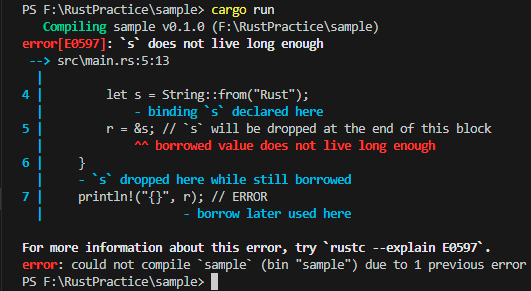 PS F:\RustPractice\sample> cargo run
   Compiling sample v0.1.0 (F:\RustPractice\sample)
error[E0597]: `s` does not live long enough
 --> src\main.rs:5:13
  |
4 |         let s = String::from("Rust");
  |             - binding `s` declared here
5 |         r = &s; // `s` will be dropped at the end of this block
  |             ^^ borrowed value does not live long enough
6 |     }
  |     - `s` dropped here while still borrowed
7 |     println!("{}", r); // ERROR
  |                    - borrow later used here

For more information about this error, try `rustc --explain E0597`.
error: could not compile `sample` (bin "sample") due to 1 previous error
PS F:\RustPractice\sample>